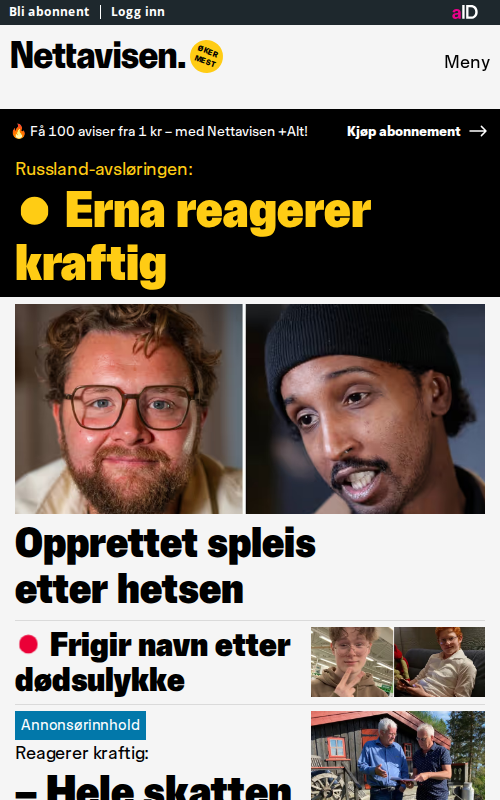 Bli abonnent | Logg inn
aID
Nettavisen.
ØKER
MEST
Meny
Få 100 aviser fra 1 kr – med Nettavisen +Alt!
Kjøp abonnement →
Russland-avsløringen:
● Erna reagerer
kraftig
Opprettet spleis
etter hetsen
Frigir navn etter
dødsulykke
Annonsørinnhold
Reagerer kraftig:
– Hele skatten